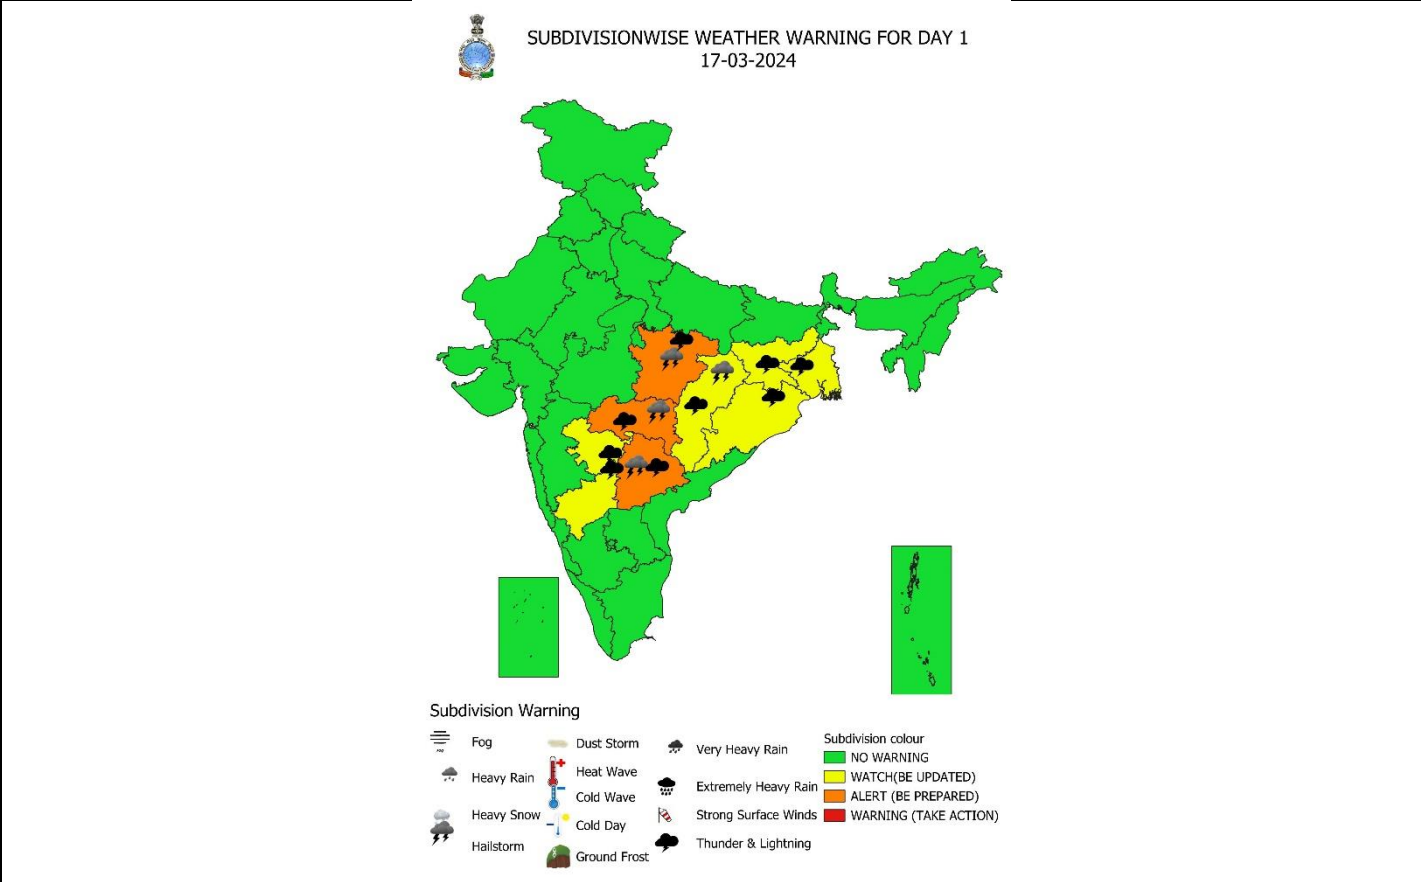 SUBDIVISIONWISE WEATHER WARNING FOR DAY 1
17-03-2024
Subdivision Warning
Fog
Heavy Rain
Heavy Snow
Hailstorm
Dust Storm
Heat Wave
Cold Wave
Cold Day
Ground Frost
Very Heavy Rain
Extremely Heavy Rain
Strong Surface Winds
Thunder & Lightning
Subdivision colour
NO WARNING
WATCH(BE UPDATED)
ALERT (BE PREPARED)
WARNING (TAKE ACTION)